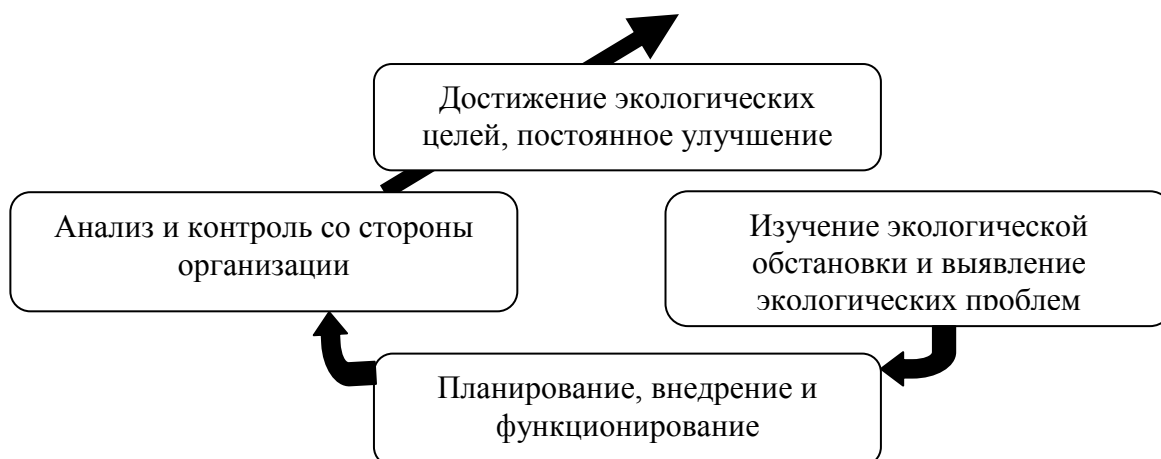 Достижение экологических
целей, постоянное улучшение
Анализ и контроль со стороны
организации
Изучение экологической
обстановки и выявление
экологических проблем
Планирование, внедрение и
функционирование